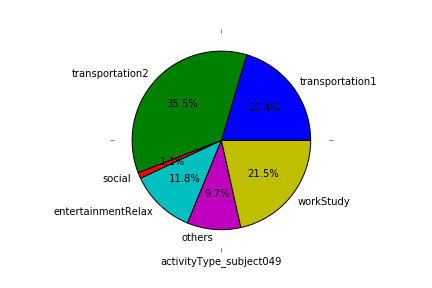 transportation2
transportation1
35.5%
20.4%
1.1%
social
11.8%
21.5%
entertainmentRelax
9.7%
workStudy
others
activityType_subject049